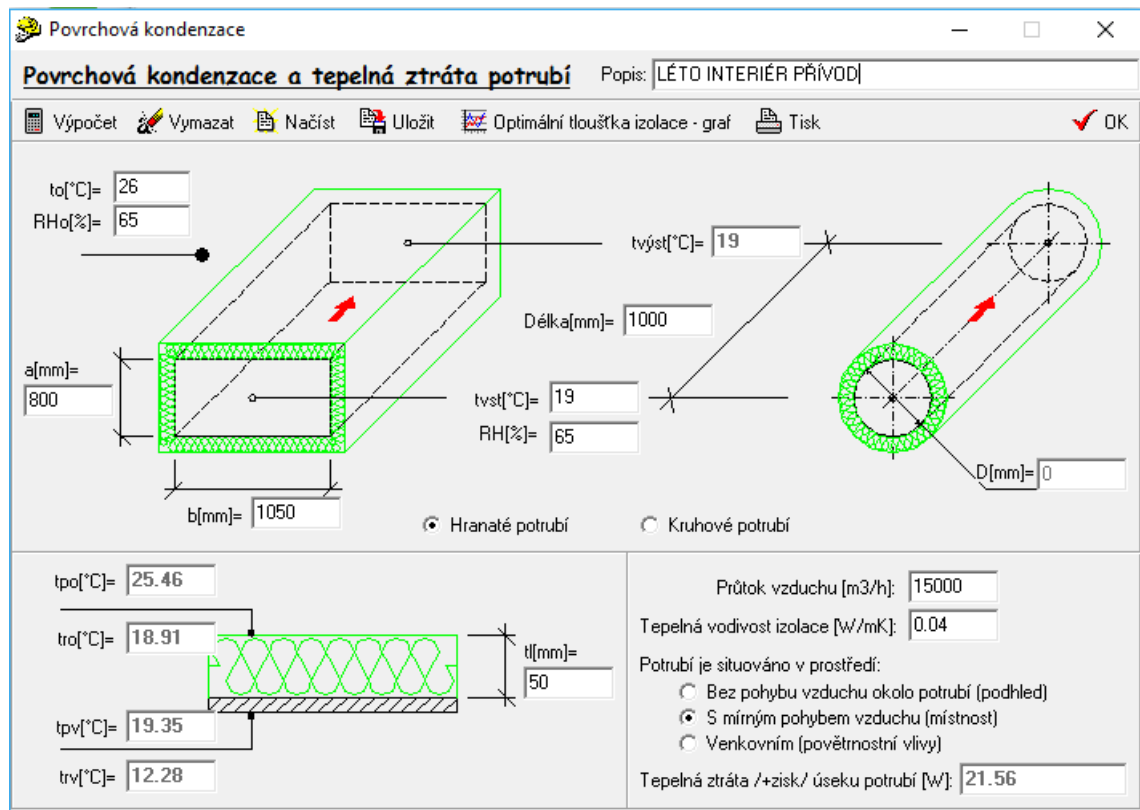 Povrchová kondenzace
Povrchová kondenzace a tepelná ztráta potrubí Popis: LÉTO INTERIÉR PŘÍVOD
Výpočet Vymazat Načíst Uložit Optimální tloušťka izolace - graf Tisk OK
to[°C]= 26
RHo[%]= 65
tvýst[°C]= 19
Délka[mm]= 1000
a[mm]=
800
tvst[°C]= 19
RH[%]= 65
D[mm]= 0
b[mm]= 1050
Hranaté potrubí Kruhové potrubí
tpo[°C]= 25.46
tro[°C]= 18.91
tl[mm]=
50
tpv[°C]= 19.35
trv[°C]= 12.28
Průtok vzduchu [m3/h]: 15000
Tepelná vodivost izolace [W/mK]: 0.04
Potrubí je situováno v prostředí:
Bez pohybu vzduchu okolo potrubí (podhled)
S mírným pohybem vzduchu (místnost)
Venkovním (povětrnostní vlivy)
Tepelná ztráta /+zisk/ úseku potrubí [W]: 21.56